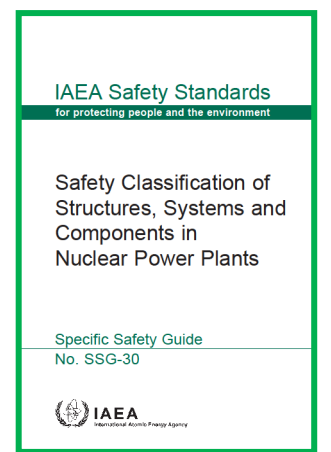 IAEA Safety Standards
for protecting people and the environment
Safety Classification of
Structures, Systems and
Components in
Nuclear Power Plants
Specific Safety Guide
No. SSG-30
IAEA
International Atomic Energy Agency